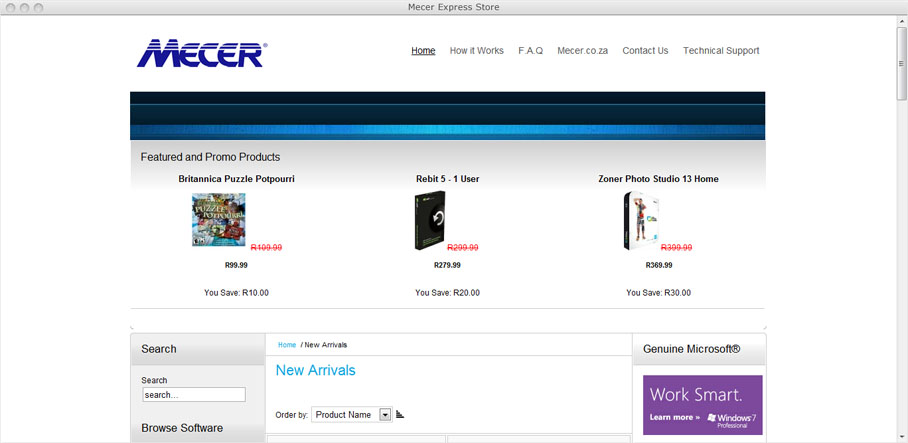 Mecer Express Store
MECER®
Home How it Works F.A.Q Mecer.co.za Contact Us Technical Support
Featured and Promo Products
Britannica Puzzle Potpourri Rebit 5 - 1 User Zoner Photo Studio 13 Home
PUZZLE
POTPOURRI
R109.99 R299.99 R399.99
R99.99 R279.99 R369.99
You Save: R10.00 You Save: R20.00 You Save: R30.00
Search
Home / New Arrivals
Genuine Microsoft®
New Arrivals
Search
search...
Work Smart.
Order by: Product Name
Learn more » Windows 7
Professional
Browse Software